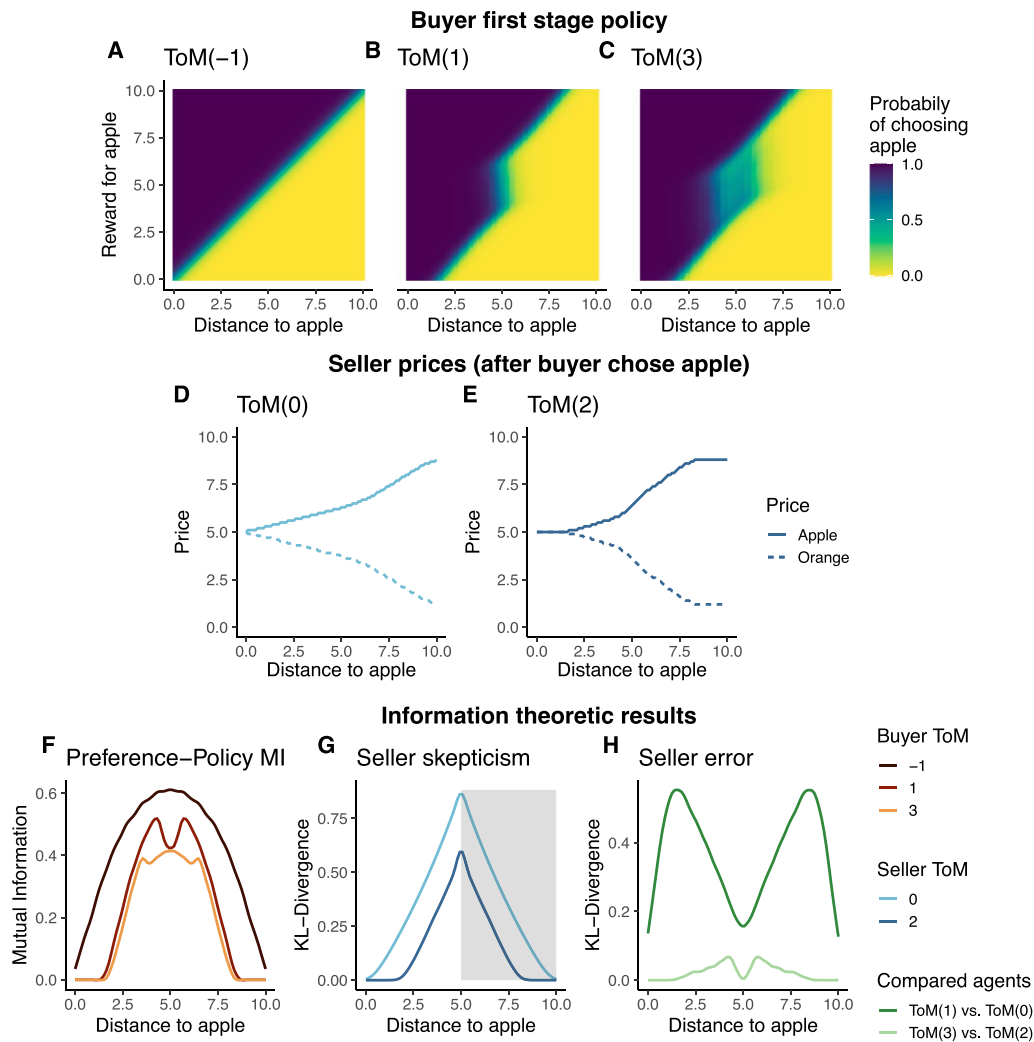 Buyer first stage policy
A
ToM(−1)
B
ToM(1)
C
ToM(3)
Reward for apple
10.0
7.5
5.0
2.5
0.0
0.0 2.5 5.0 7.5 10.0
0.0 2.5 5.0 7.5 10.0
0.0 2.5 5.0 7.5 10.0
Distance to apple
Distance to apple
Distance to apple
Probabily
of choosing
apple
1.0
0.5
0.0
Seller prices (after buyer chose apple)
D
ToM(0)
E
ToM(2)
Price
10.0
7.5
5.0
2.5
0.0
0.0 2.5 5.0 7.5 10.0
Distance to apple
Price
10.0
7.5
5.0
2.5
0.0
0.0 2.5 5.0 7.5 10.0
Distance to apple
Price
Apple
Orange
Information theoretic results
F
Preference−Policy MI
Mutual Information
0.6
0.4
0.2
0.0
0.0 2.5 5.0 7.5 10.0
Distance to apple
G
Seller skepticism
KL−Divergence
0.75
0.50
0.25
0.00
0.0 2.5 5.0 7.5 10.0
Distance to apple
H
Seller error
KL−Divergence
0.4
0.2
0.0
0.0 2.5 5.0 7.5 10.0
Distance to apple
Buyer ToM
−1
1
3
Seller ToM
0
2
Compared agents
ToM(1) vs. ToM(0)
ToM(3) vs. ToM(2)